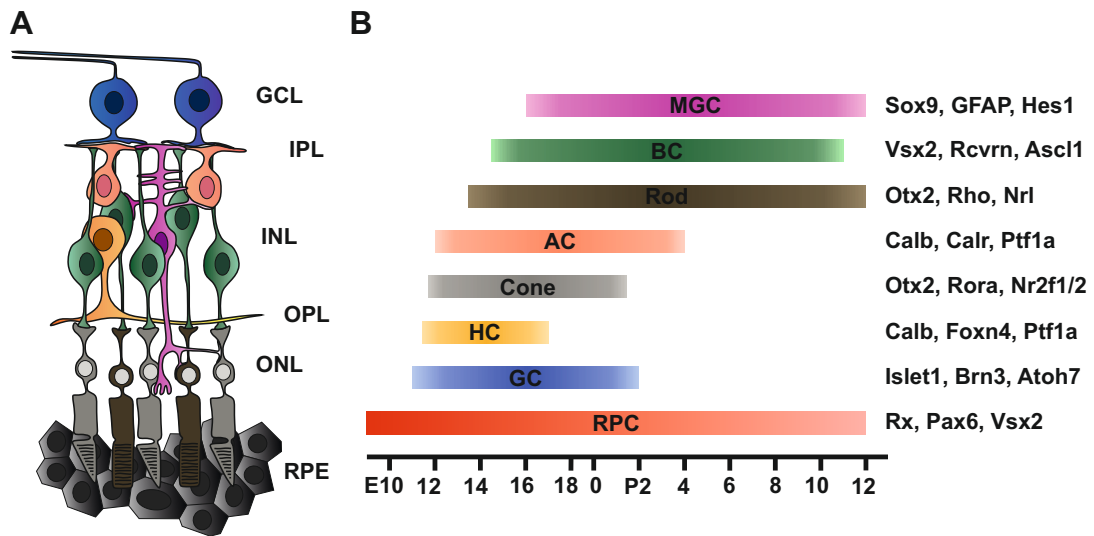 A
GCL
IPL
INL
OPL
ONL
RPE
B
MGC Sox9, GFAP, Hes1
BC Vsx2, Rcvrn, Ascl1
Rod Otx2, Rho, Nrl
AC Calb, Calr, Ptf1a
Cone Otx2, Rora, Nr2f1/2
HC Calb, Foxn4, Ptf1a
GC Islet1, Brn3, Atoh7
RPC Rx, Pax6, Vsx2
E10 12 14 16 18 0 P2 4 6 8 10 12